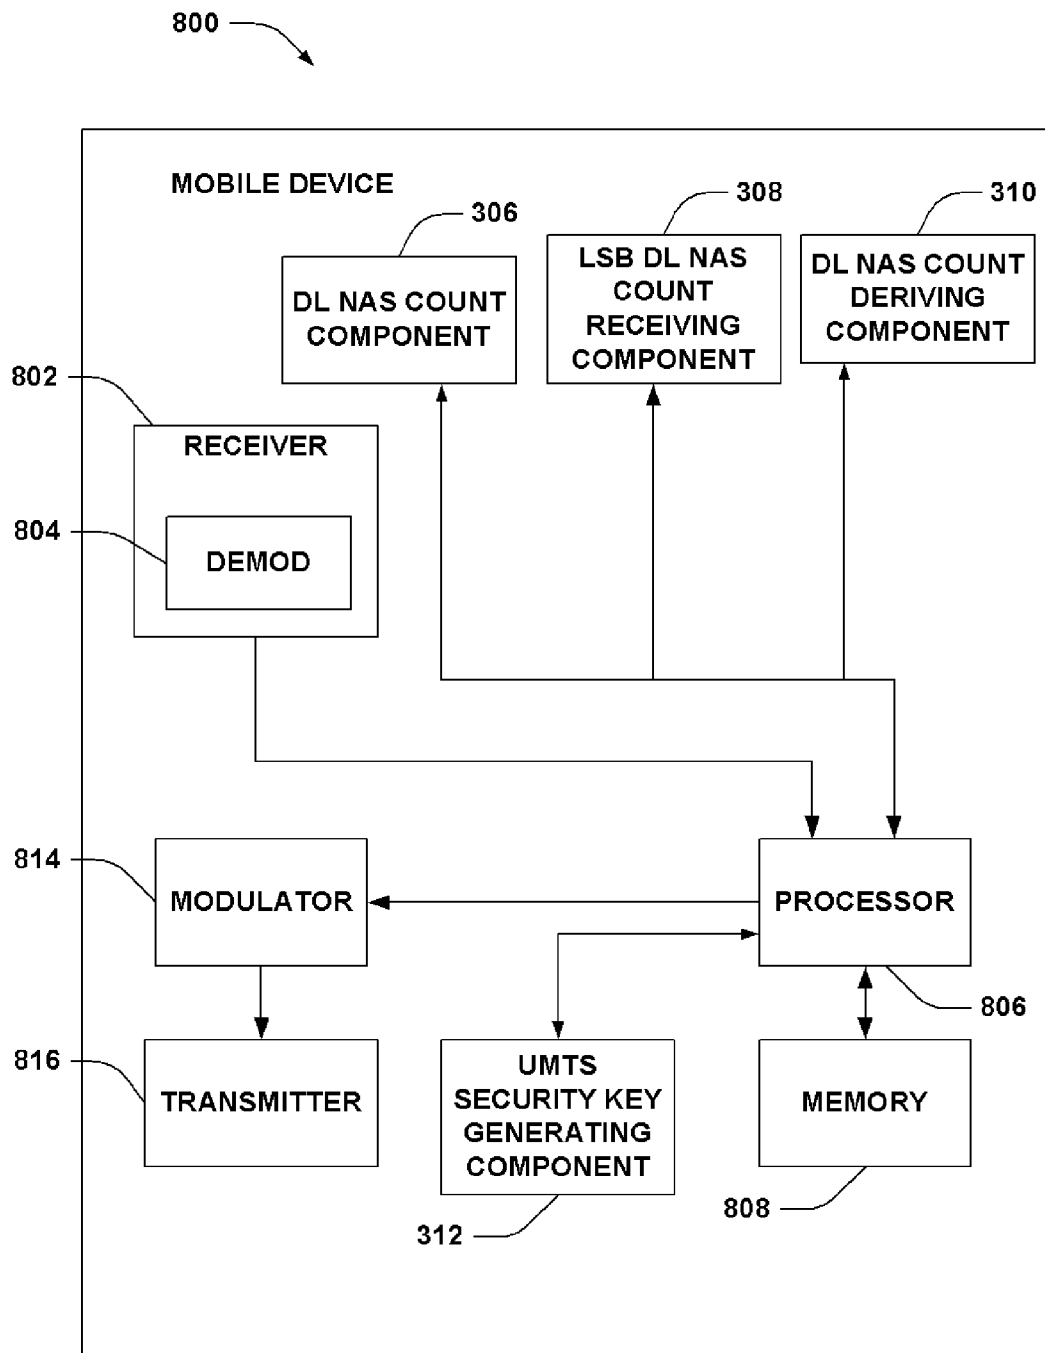 800
MOBILE DEVICE
306
308
310
DL NAS COUNT
COMPONENT
LSB DL NAS
COUNT
RECEIVING
COMPONENT
DL NAS COUNT
DERIVING
COMPONENT
802
RECEIVER
804
DEMOD
814
MODULATOR
PROCESSOR
806
816
TRANSMITTER
UMTS
SECURITY KEY
GENERATING
COMPONENT
MEMORY
808
312